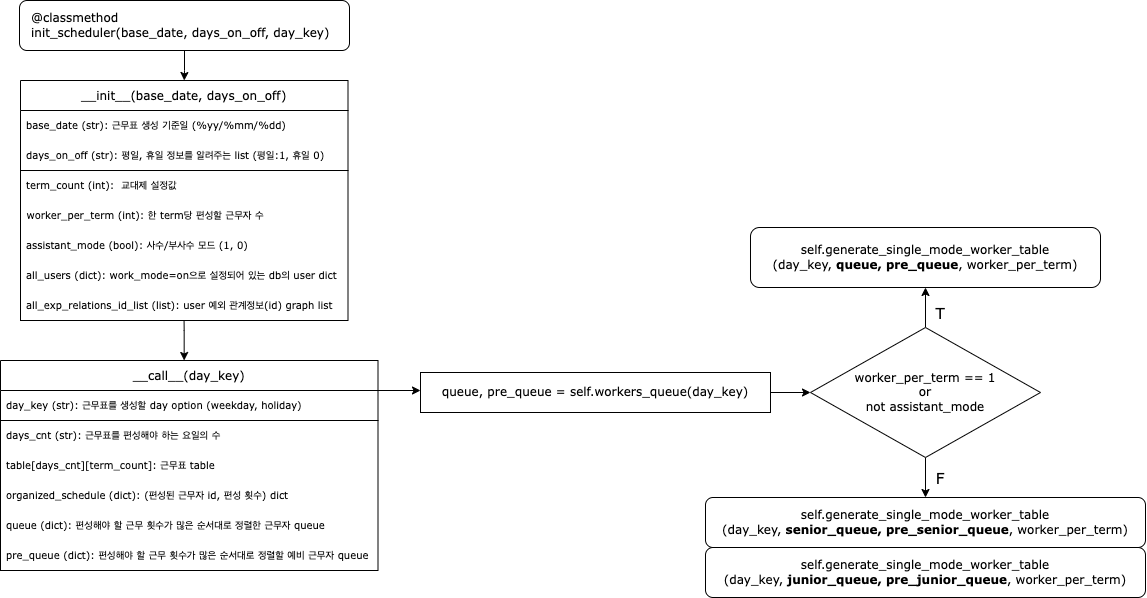 @classmethod
init_scheduler(base_date, days_on_off, day_key)
__init__(base_date, days_on_off)
base_date (str): 근무표 생성 기준일 (%yy/%mm/%dd)
days_on_off (str): 평일, 휴일 정보를 알려주는 list (평일:1, 휴일 0)
term_count (int): 교대제 설정값
worker_per_term (int): 한 term당 편성할 근무자 수
assistant_mode (bool): 사수/부사수 모드 (1, 0)
all_users (dict): work_mode=on으로 설정되어 있는 db의 user dict
all_exp_relations_id_list (list): user 예외 관계정보(id) graph list
__call__(day_key)
day_key (str): 근무표를 생성할 day option (weekday, holiday)
days_cnt (str): 근무표를 편성해야 하는 요일의 수
table[days_cnt][term_count]: 근무표 table
organized_schedule (dict): (편성된 근무자 id, 편성 횟수) dict
queue (dict): 편성해야 할 근무 횟수가 많은 순서대로 정렬한 근무자 queue
pre_queue (dict): 편성해야 할 근무 횟수가 많은 순서대로 정렬할 예비 근무자 queue
queue, pre_queue = self.workers_queue(day_key)
self.generate_single_mode_worker_table
(day_key, queue, pre_queue, worker_per_term)
T
worker_per_term == 1
or
not assistant_mode
F
self.generate_single_mode_worker_table
(day_key, senior_queue, pre_senior_queue, worker_per_term)
self.generate_single_mode_worker_table
(day_key, junior_queue, pre_junior_queue, worker_per_term)